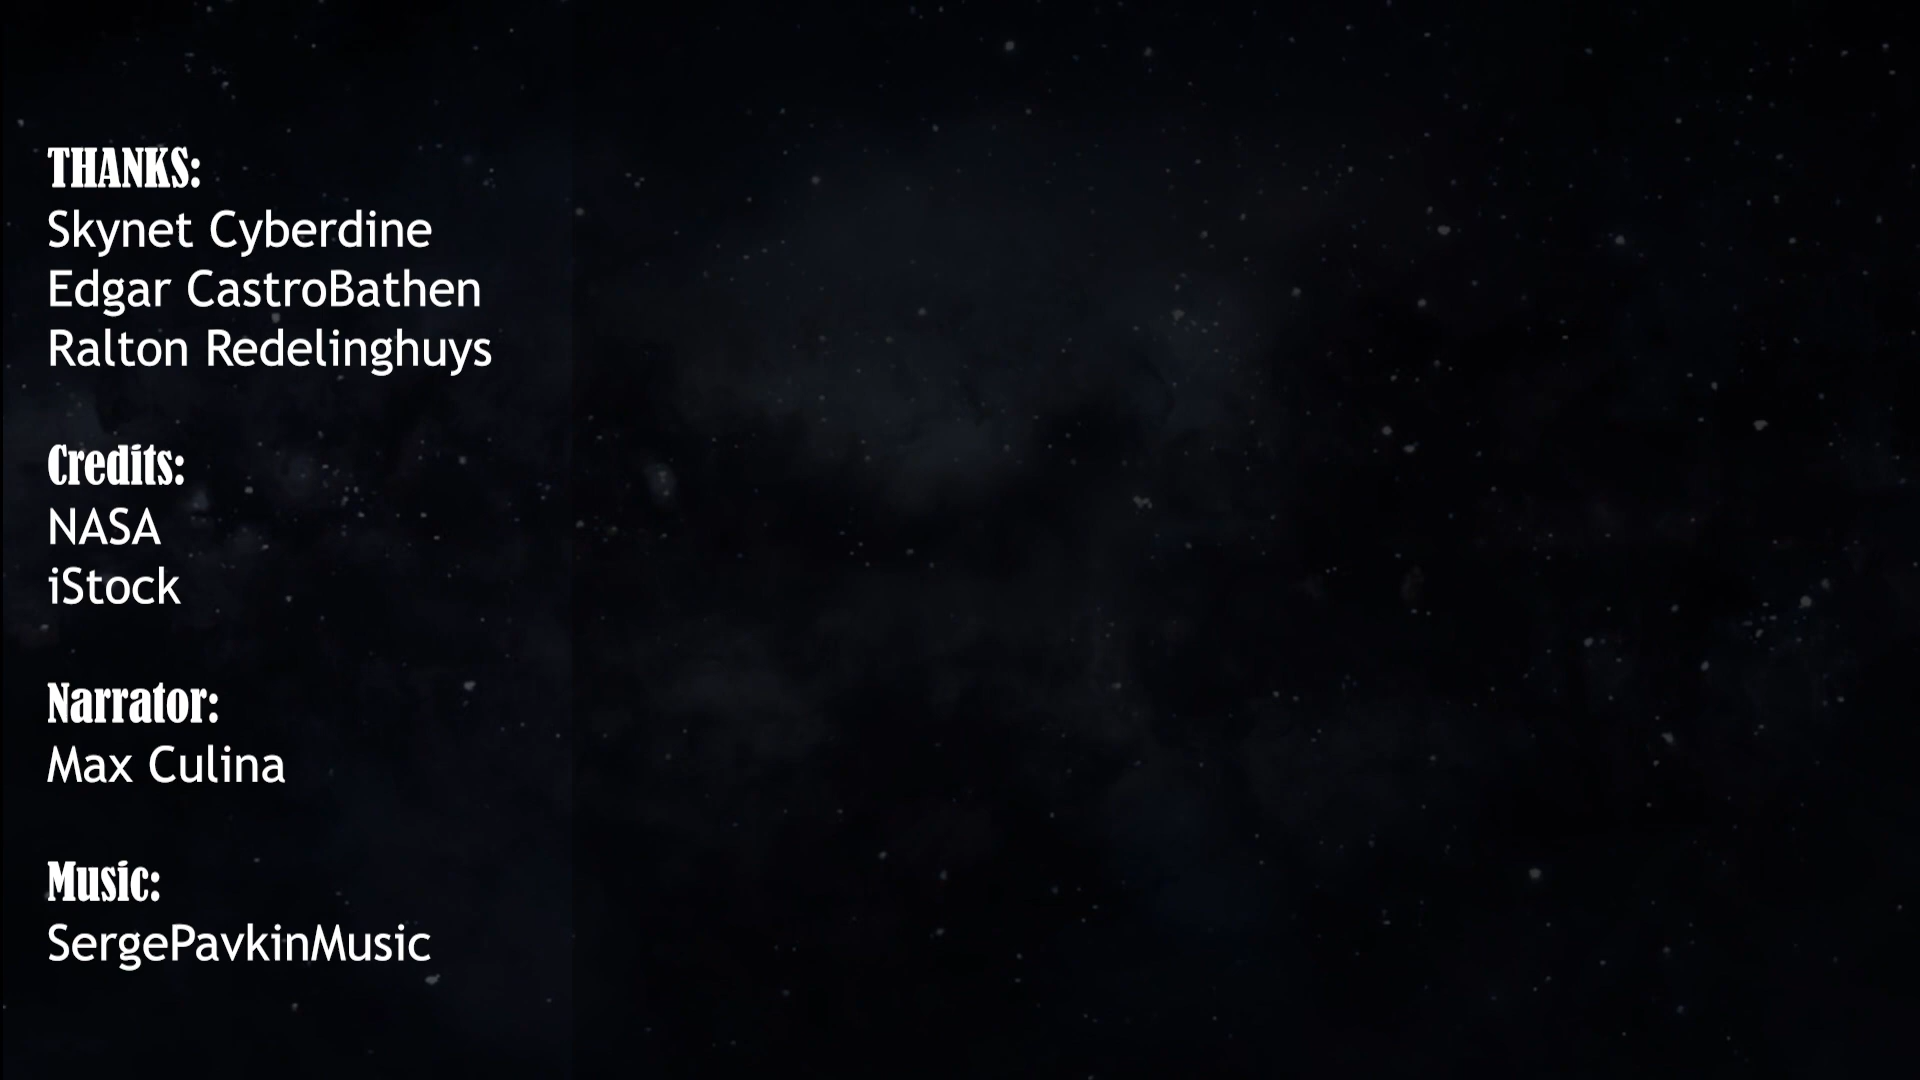 THANKS:
Skynet Cyberdine
Edgar CastroBathen
Ralton Redelinghuys
Credits:
NASA
iStock
Narrator:
Max Culina
Music:
SergePavkinMusic